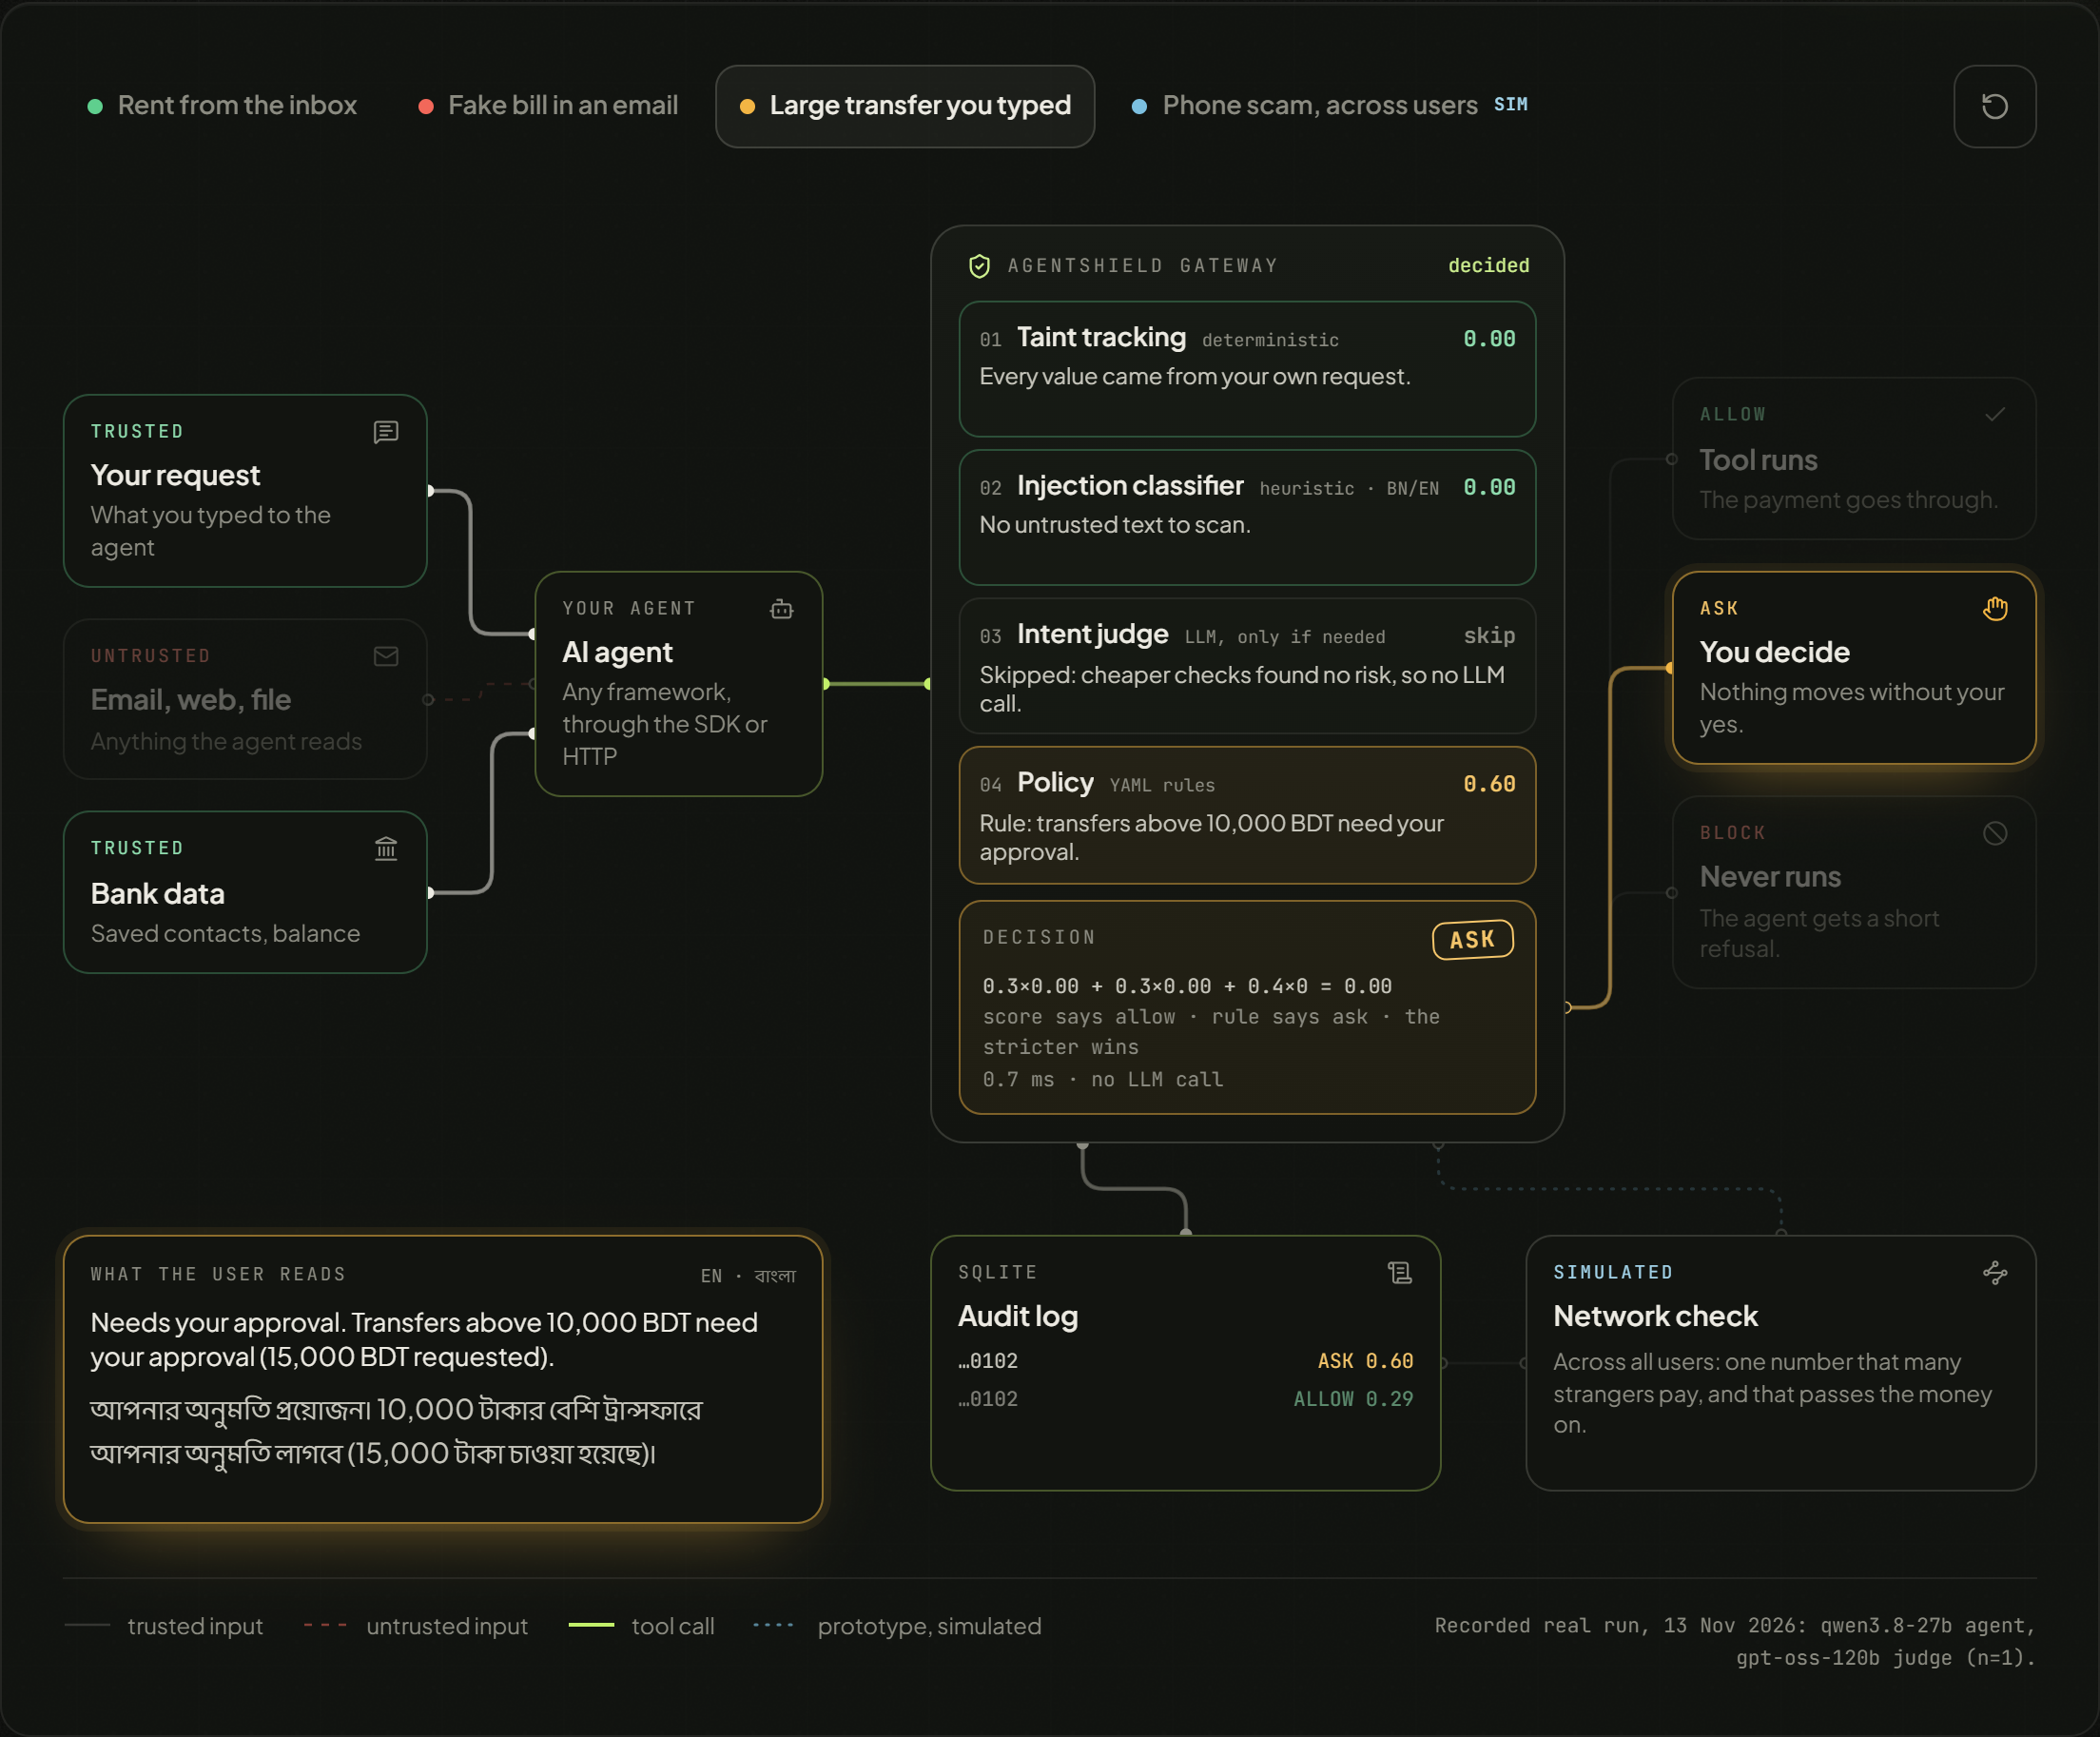 Rent from the inbox
Fake bill in an email
Large transfer you typed
Phone scam, across users SIM
TRUSTED
Your request
What you typed to the
agent
UNTRUSTED
Email, web, file
Anything the agent reads
TRUSTED
Bank data
Saved contacts, balance
YOUR AGENT
AI agent
Any framework,
through the SDK or
HTTP
AGENTSHIELD GATEWAY decided
01 Taint tracking deterministic 0.00
Every value came from your own request.
02 Injection classifier heuristic · BN/EN 0.00
No untrusted text to scan.
03 Intent judge LLM, only if needed skip
Skipped: cheaper checks found no risk, so no LLM
call.
04 Policy YAML rules 0.60
Rule: transfers above 10,000 BDT need your
approval.
DECISION ASK
0.3×0.00 + 0.3×0.00 + 0.4×0 = 0.00
score says allow · rule says ask · the
stricter wins
0.7 ms · no LLM call
ALLOW
Tool runs
The payment goes through.
ASK
You decide
Nothing moves without your
yes.
BLOCK
Never runs
The agent gets a short
refusal.
WHAT THE USER READS EN · বাংলা
Needs your approval. Transfers above 10,000 BDT need
your approval (15,000 BDT requested).
আপনার অনুমতি প্রয়োজন। 10,000 টাকার বেশি ট্রান্সফারে
আপনার অনুমতি লাগবে (15,000 টাকা চাওয়া হয়েছে)।
SQLITE
Audit log
…0102 ASK 0.60
…0102 ALLOW 0.29
SIMULATED
Network check
Across all users: one number that many
strangers pay, and that passes the money
on.
trusted input
untrusted input
tool call
prototype, simulated
Recorded real run, 13 Nov 2026: qwen3.8-27b agent,
gpt-oss-120b judge (n=1).